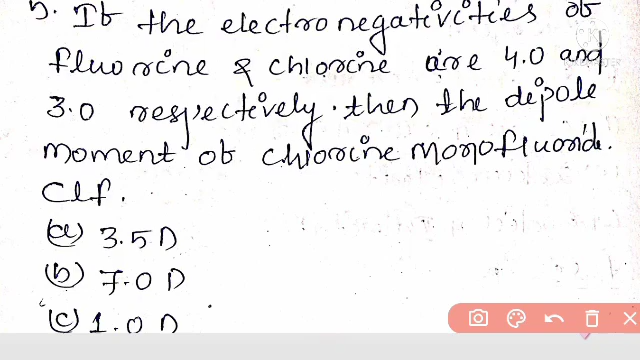 5. If the electronegativities of
fluorine & chlorine are 4.0 and
3.0 respectively. then the dipole
moment of chlorine monofluoride.
Clf.
(a) 3.5 D
(b) 7.0 D
(c) 1.0 D